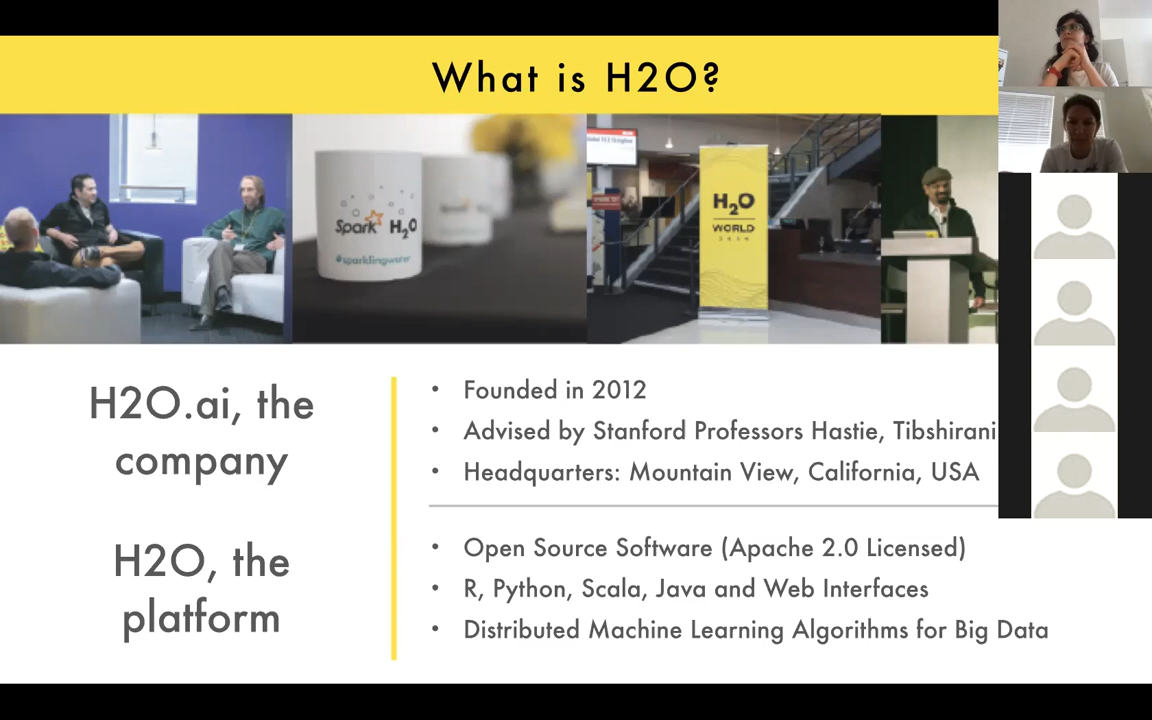 What is H2O?
Spark H2O
#sparklingwater
H2O
WORLD
H2O.ai, the
company
• Founded in 2012
• Advised by Stanford Professors Hastie, Tibshirani
• Headquarters: Mountain View, California, USA
H2O, the
platform
• Open Source Software (Apache 2.0 Licensed)
• R, Python, Scala, Java and Web Interfaces
• Distributed Machine Learning Algorithms for Big Data